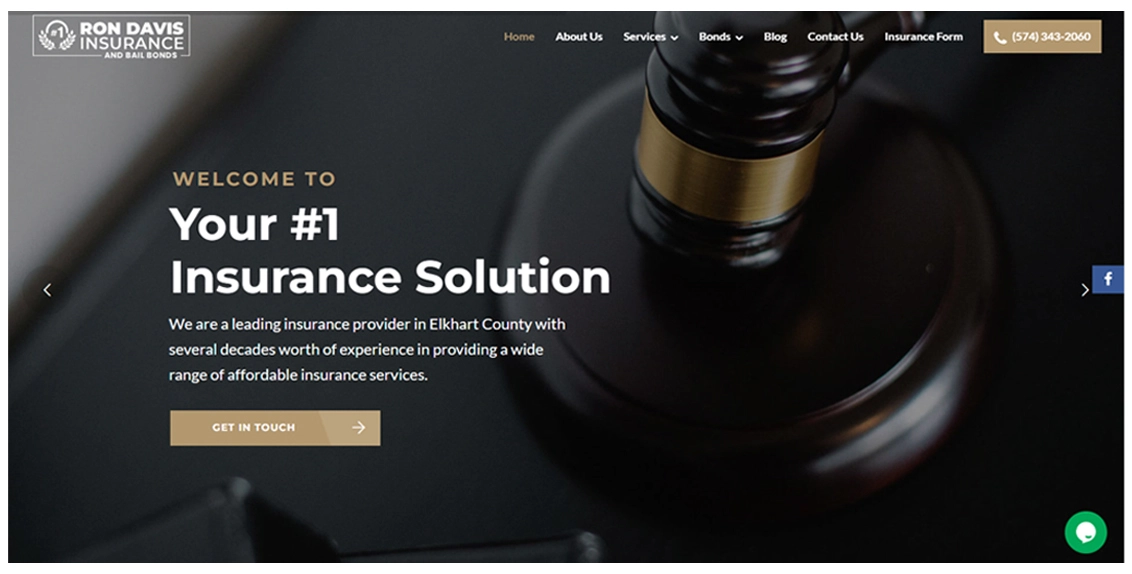 #1 RON DAVIS
INSURANCE
AND BAIL BONDS
Home About Us Services Bonds Blog Contact Us Insurance Form (574) 343-2060
WELCOME TO
Your #1
Insurance Solution
We are a leading insurance provider in Elkhart County with
several decades worth of experience in providing a wide
range of affordable insurance services.
GET IN TOUCH
f